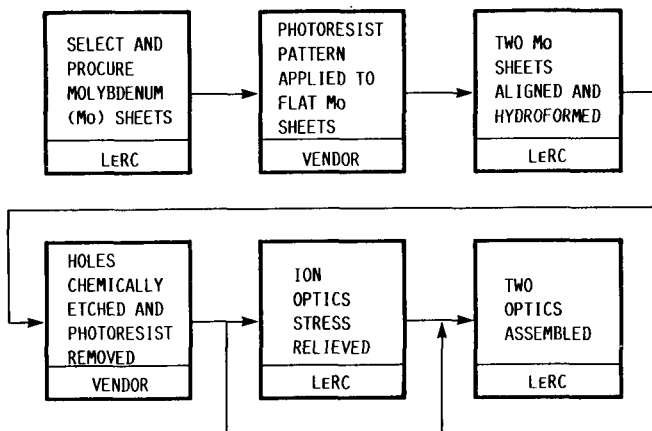 SELECT AND
PROCURE
MOLYBDENUM
(Mo) SHEETS
LeRC
PHOTORESIST
PATTERN
APPLIED TO
FLAT Mo
SHEETS
VENDOR
TWO Mo
SHEETS
ALIGNED AND
HYDROFORMED
LeRC
HOLES
CHEMICALLY
ETCHED AND
PHOTORESIST
REMOVED
VENDOR
ION
OPTICS
STRESS
RELIEVED
LeRC
TWO
OPTICS
ASSEMBLED
LeRC